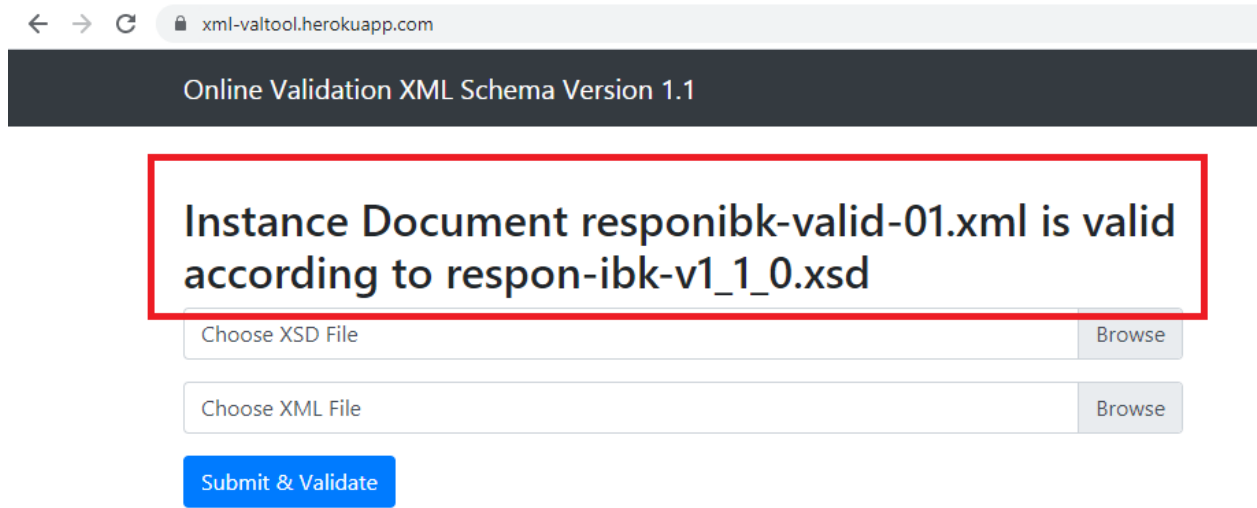 xml-valtool.herokuapp.com
Online Validation XML Schema Version 1.1
Instance Document responibk-valid-01.xml is valid
according to respon-ibk-v1_1_0.xsd
Choose XSD File Browse
Choose XML File Browse
Submit & Validate